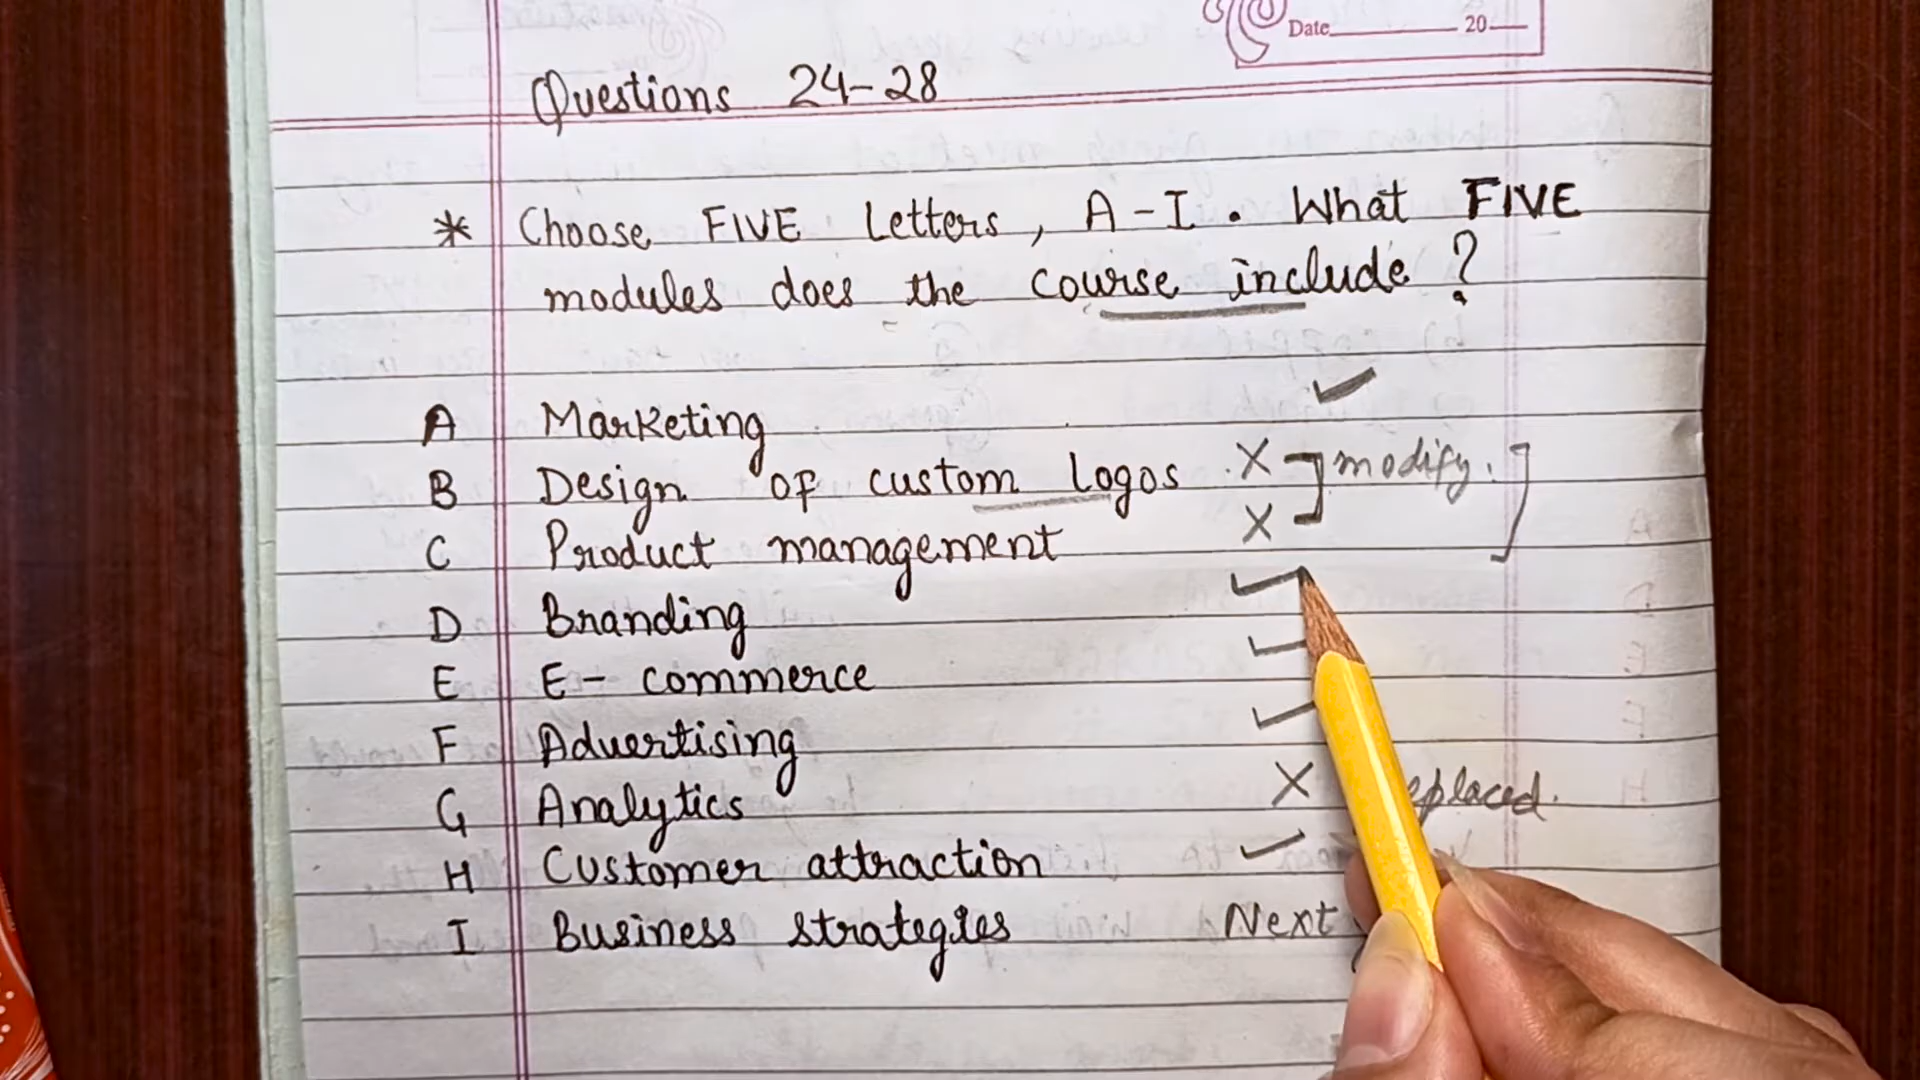 Date 20
Questions 24-28
* Choose FIVE Letters, A-I. What FIVE
modules does the course include?
A Marketing ✓
B Design of custom logos X modify.
C Product management X
D Branding ✓
E E-commerce ✓
F Advertising ✓
G Analytics X
H Customer attraction ✓
I Business strategies Next